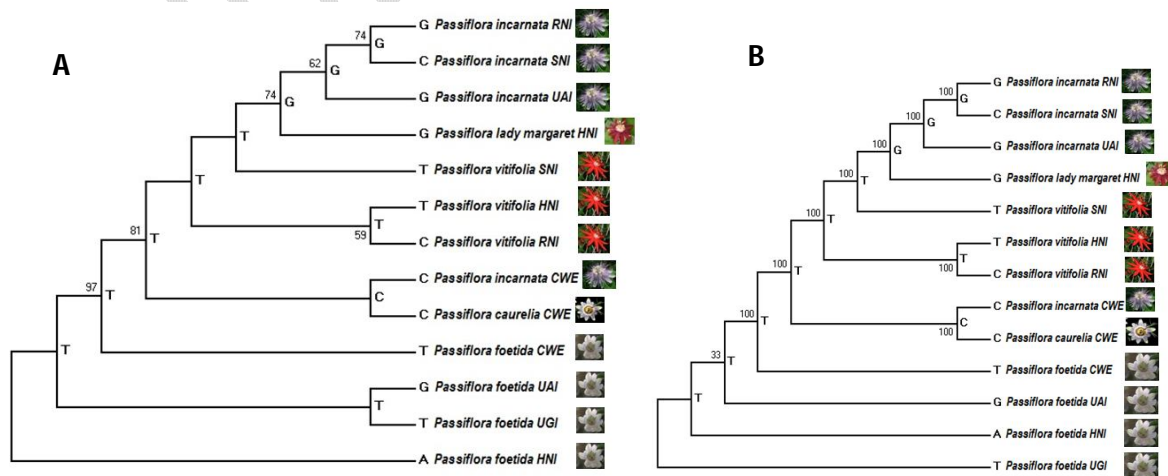 A
G Passiflora incarnata RNI
74
G
C Passiflora incarnata SNI
62
G
G Passiflora incarnata UAI
74
G
G Passiflora lady margaret HNI
T
T Passiflora vitifolia SNI
T
T Passiflora vitifolia HNI
T
59
C Passiflora vitifolia RNI
81
T
C Passiflora incarnata CWE
C
C Passiflora caurelia CWE
97
T
T Passiflora foetida CWE
T
G Passiflora foetida UAI
T
T Passiflora foetida UGI
A Passiflora foetida HNI
B
G Passiflora incarnata RNI
100
G
C Passiflora incarnata SNI
100
G
G Passiflora incarnata UAI
100
G
G Passiflora lady margaret HNI
100
T
T Passiflora vitifolia SNI
100
T
T Passiflora vitifolia HNI
T
100
C Passiflora vitifolia RNI
100
T
C Passiflora incarnata CWE
C
100
C Passiflora caurelia CWE
100
T
T Passiflora foetida CWE
33
T
G Passiflora foetida UAI
T
A Passiflora foetida HNI
T Passiflora foetida UGI